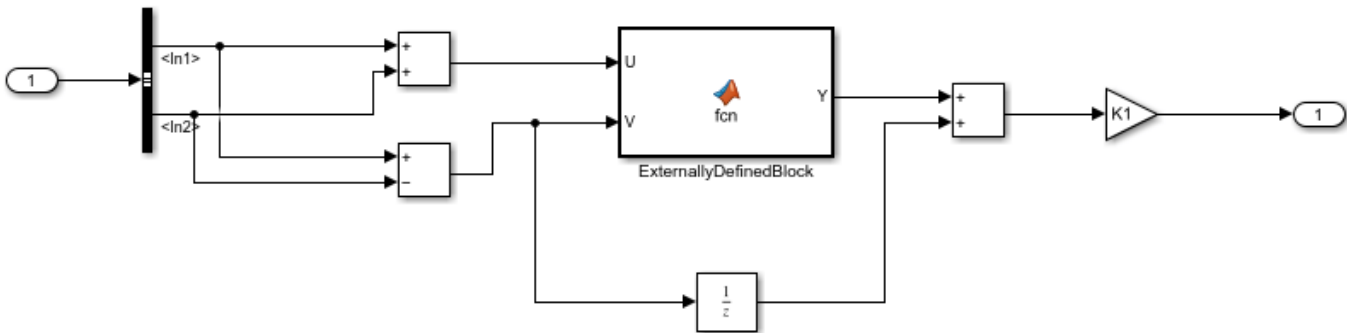 1
<In1>
<In2>
+
+
+
−
U
V
fcn
Y
ExternallyDefinedBlock
1
z
+
+
K1
1